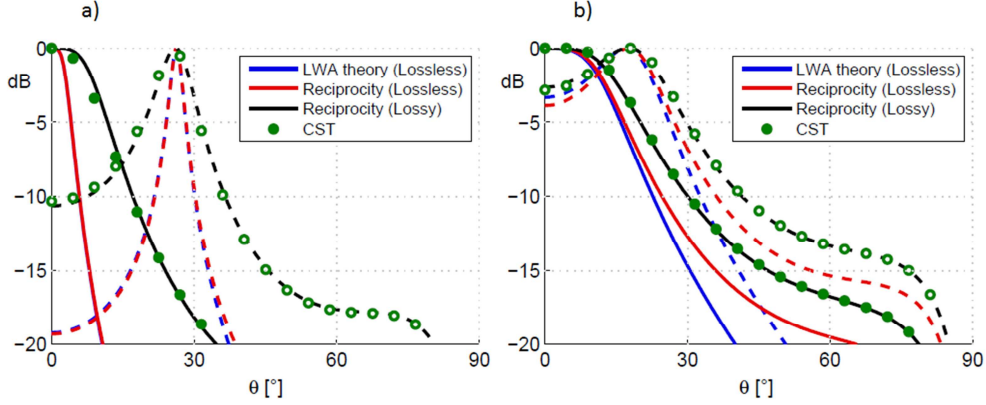 a)
0
dB
−5
−10
−15
−20
LWA theory (Lossless)
Reciprocity (Lossless)
Reciprocity (Lossy)
CST
0
30
60
90
θ [°]
b)
0
dB
−5
−10
−15
−20
LWA theory (Lossless)
Reciprocity (Lossless)
Reciprocity (Lossy)
CST
0
30
60
90
θ [°]